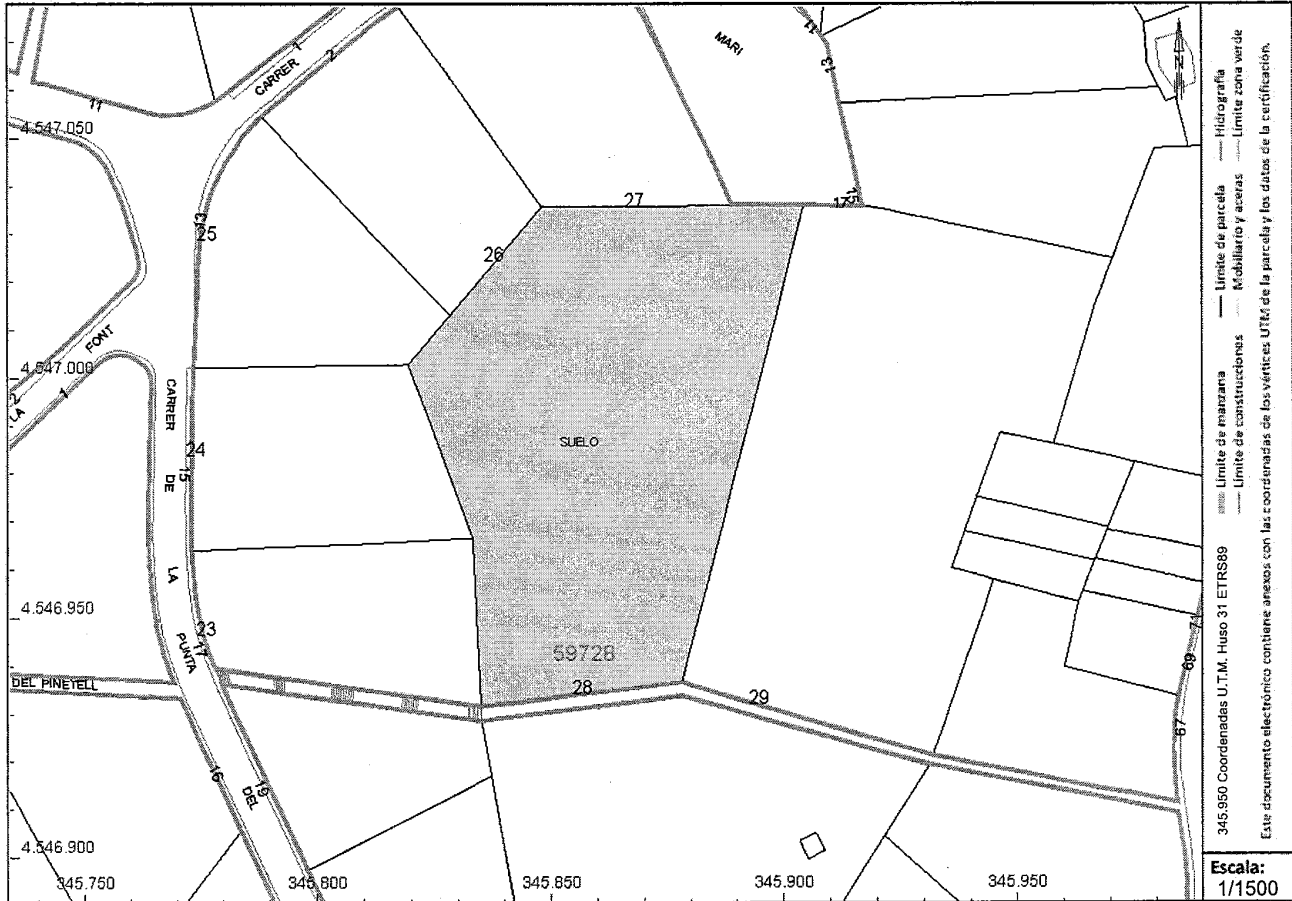 CARRER
1
2
MARI
11
13
11
4.547.050
27
17
15
13
25
26
FONT
4.547.000
2
LA
1
CARRER
DE
LA
PUNTA
DEL
24
15
SUELO
4.546.950
23
17
59728
DEL PINETELL
28
29
71
69
67
16
19
4.546.900
345.750
345.800
345.850
345.900
345.950
345.950 Coordenadas U.T.M. Huso 31 ETRS89
Límite de manzana
Límite de parcela
Hidrografía
Límite de construcciones
Mobiliario y aceras
Límite zona verde
Este documento electrónico contiene anexos con las coordenadas de los vértices UTM de la parcela y los datos de la certificación.
Escala:
1/1500